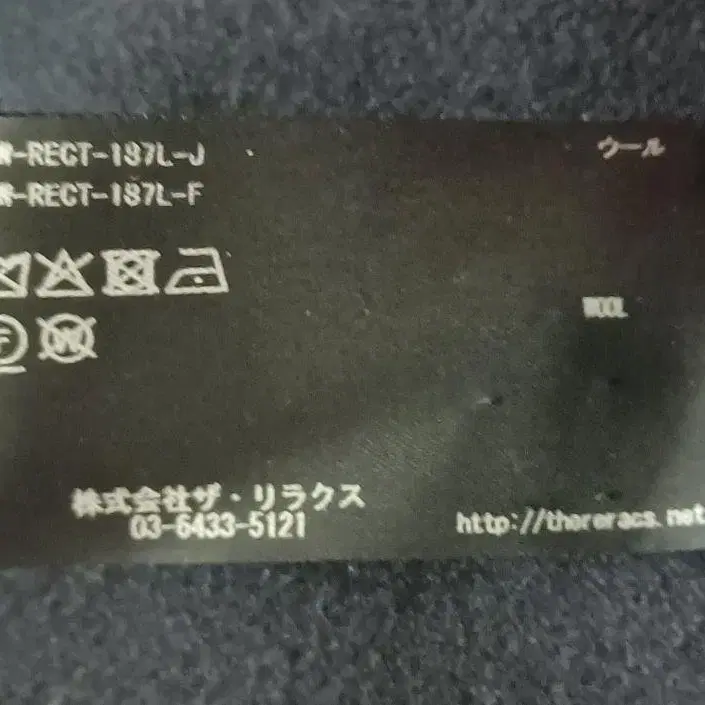 -RECT-187L-J
-RECT-187L-F
ウール
WOOL
株式会社ザ・リラクス
03-6433-5121
http://thereracs.net